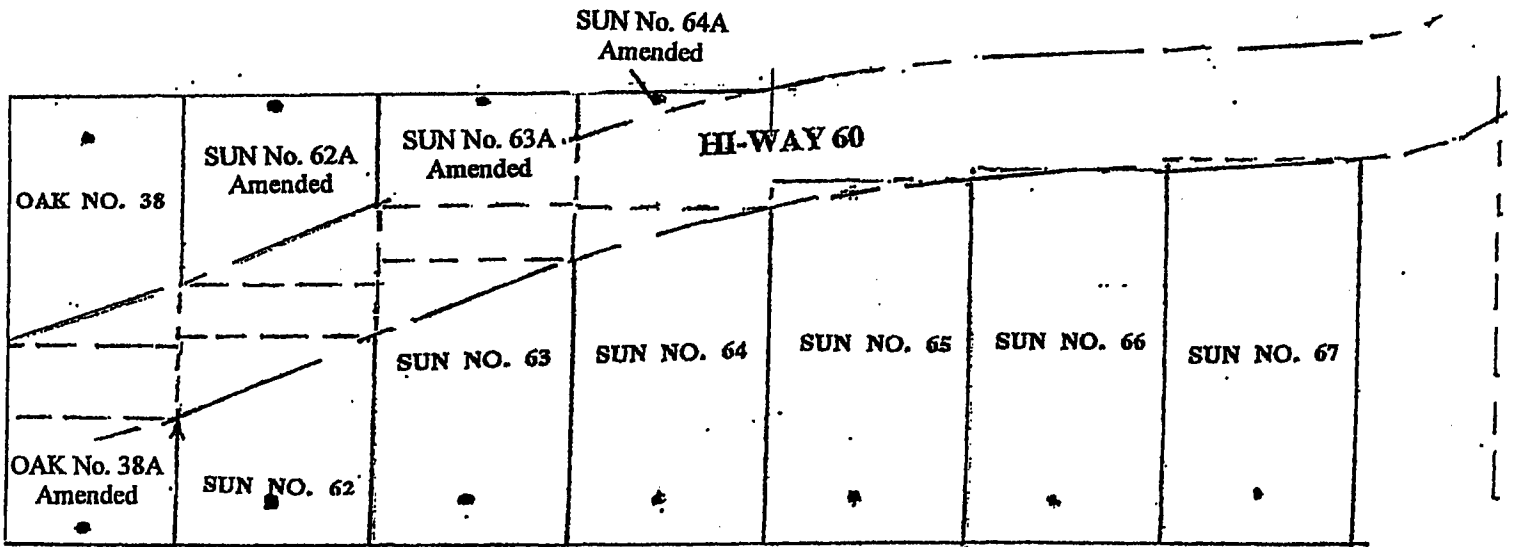 SUN No. 64A
Amended
HI-WAY 60
SUN No. 63A
Amended
SUN No. 62A
Amended
OAK NO. 38
SUN NO. 63
SUN NO. 64
SUN NO. 65
SUN NO. 66
SUN NO. 67
OAK No. 38A
Amended
SUN NO. 62